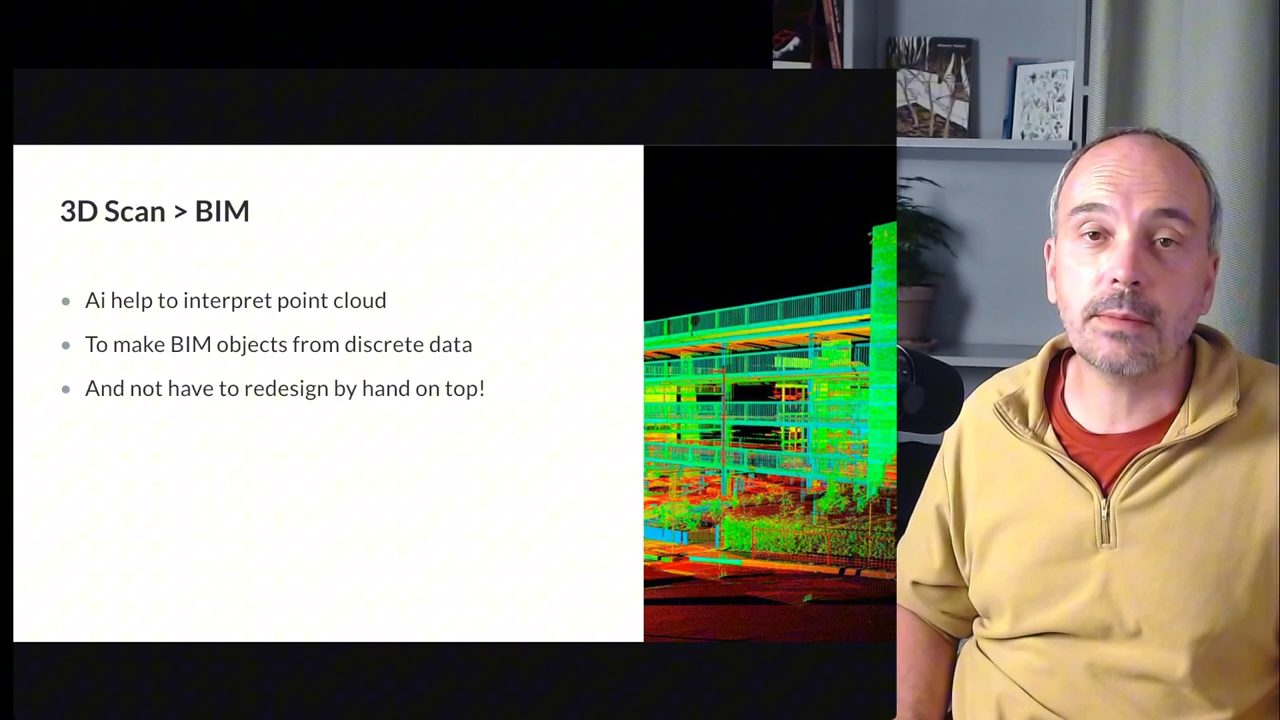 3D Scan > BIM
Ai help to interpret point cloud
To make BIM objects from discrete data
And not have to redesign by hand on top!